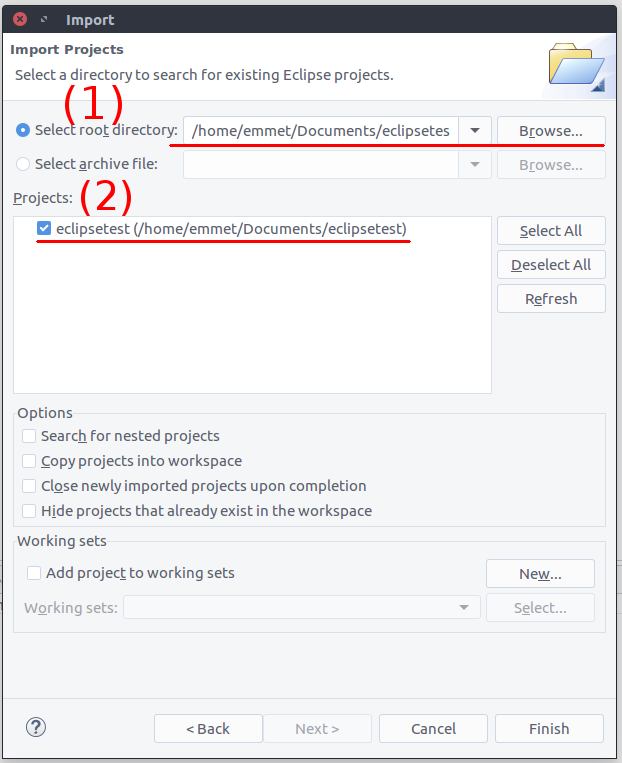 Import
Import Projects
Select a directory to search for existing Eclipse projects.
(1)
Select root directory: /home/emmet/Documents/eclipsetes Browse...
Select archive file: Browse...
Projects: (2)
eclipsetest (/home/emmet/Documents/eclipsetest) Select All
Deselect All
Refresh
Options
Search for nested projects
Copy projects into workspace
Close newly imported projects upon completion
Hide projects that already exist in the workspace
Working sets
Add project to working sets New...
Working sets: Select...
? < Back Next > Cancel Finish